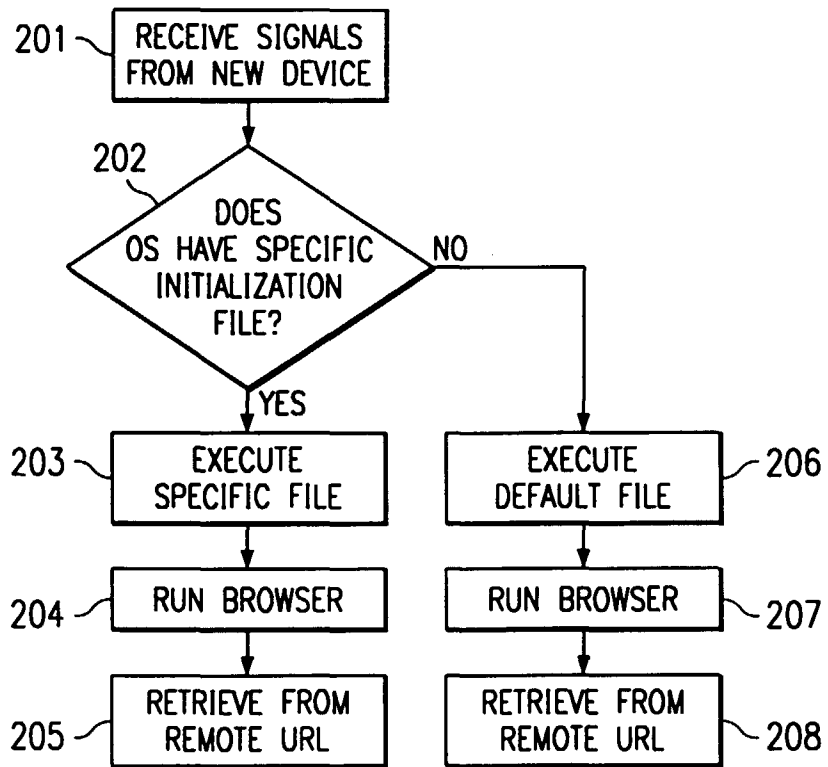 201
RECEIVE SIGNALS
FROM NEW DEVICE
202
DOES
OS HAVE SPECIFIC
INITIALIZATION
FILE?
NO
YES
203
EXECUTE
SPECIFIC FILE
EXECUTE
DEFAULT FILE
206
204
RUN BROWSER
RUN BROWSER
207
205
RETRIEVE FROM
REMOTE URL
RETRIEVE FROM
REMOTE URL
208